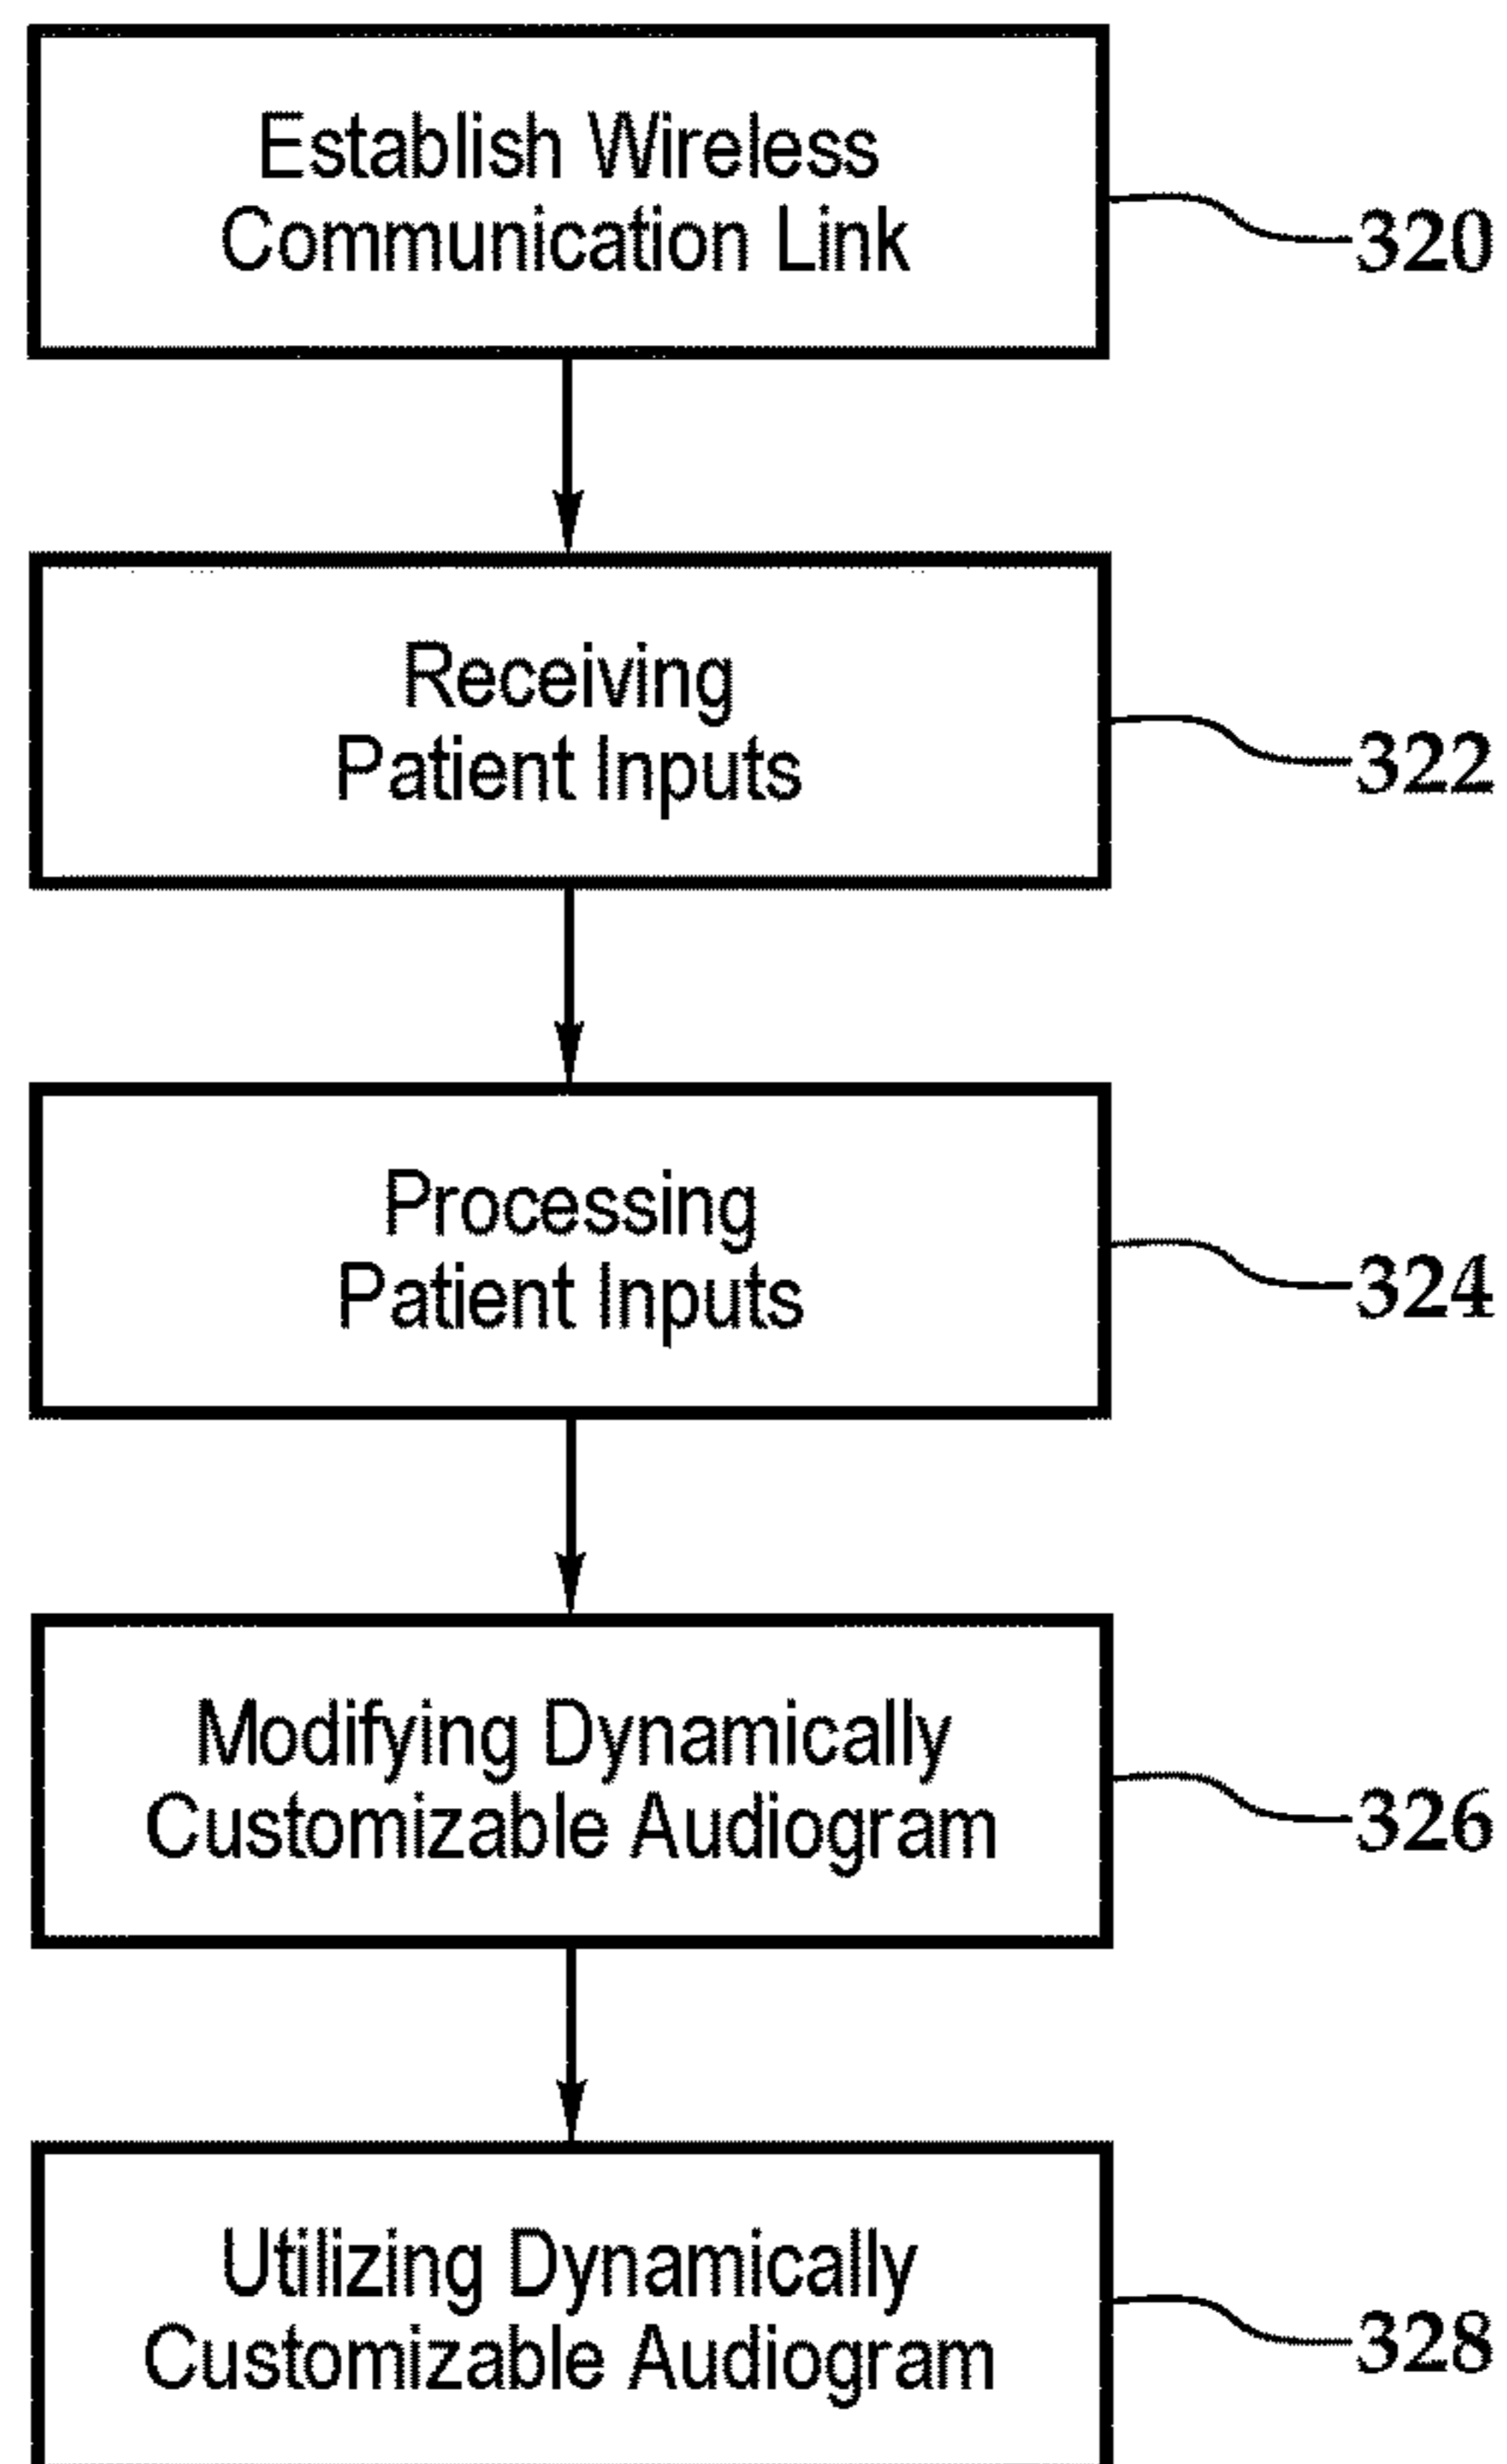 Establish Wireless
Communication Link
320
Receiving
Patient Inputs
322
Processing
Patient Inputs
324
Modifying Dynamically
Customizable Audiogram
326
Utilizing Dynamically
Customizable Audiogram
328